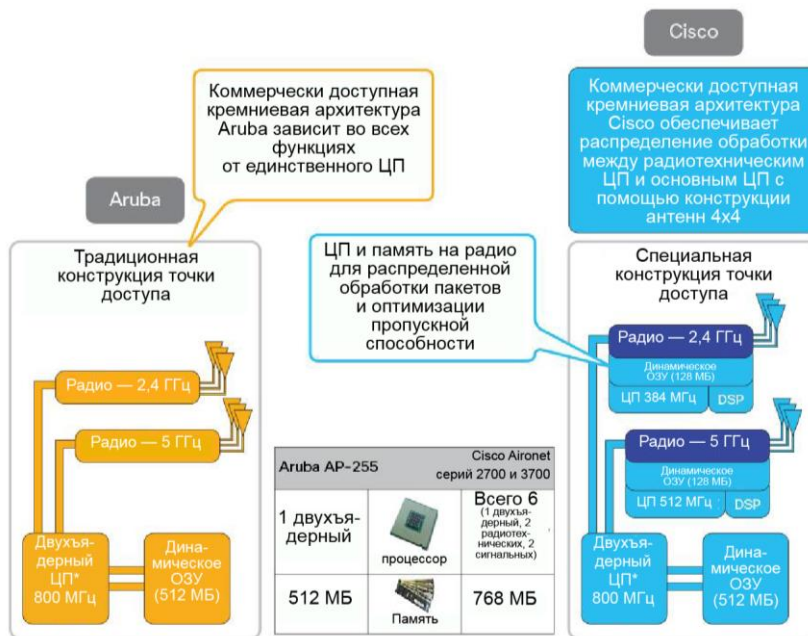 Cisco
Коммерчески доступная
кремниевая архитектура
Aruba зависит во всех
функциях
от единственного ЦП
Коммерчески доступная
кремниевая архитектура
Cisco обеспечивает
распределение обработки
между радиотехническим
ЦП и основным ЦП с
помощью конструкции
антенн 4x4
Aruba
Традиционная
конструкция точки
доступа
ЦП и память на радио
для распределенной
обработки пакетов
и оптимизации
пропускной
способности
Специальная
конструкция точки
доступа
Радио — 2,4 ГГц
Радио — 5 ГГц
Двухъя-
дерный
ЦП*
800 МГц
Дина-
мическое
ОЗУ
(512 МБ)
Aruba AP-255
Cisco Aironet
серий 2700 и 3700
1 двухъя-
дерный
процессор
Всего 6
(1 двухъя-
дерный, 2
радиотех-
нических, 2
сигнальных)
512 МБ
Память
768 МБ
Радио — 2,4 ГГц
Динамическое
ОЗУ (128 МБ)
ЦП 384 МГц
DSP
Радио — 5 ГГц
Динамическое
ОЗУ (128 МБ)
ЦП 512 МГц
DSP
Двухъя-
дерный
ЦП*
800 МГц
Дина-
мическое
ОЗУ
(512 МБ)